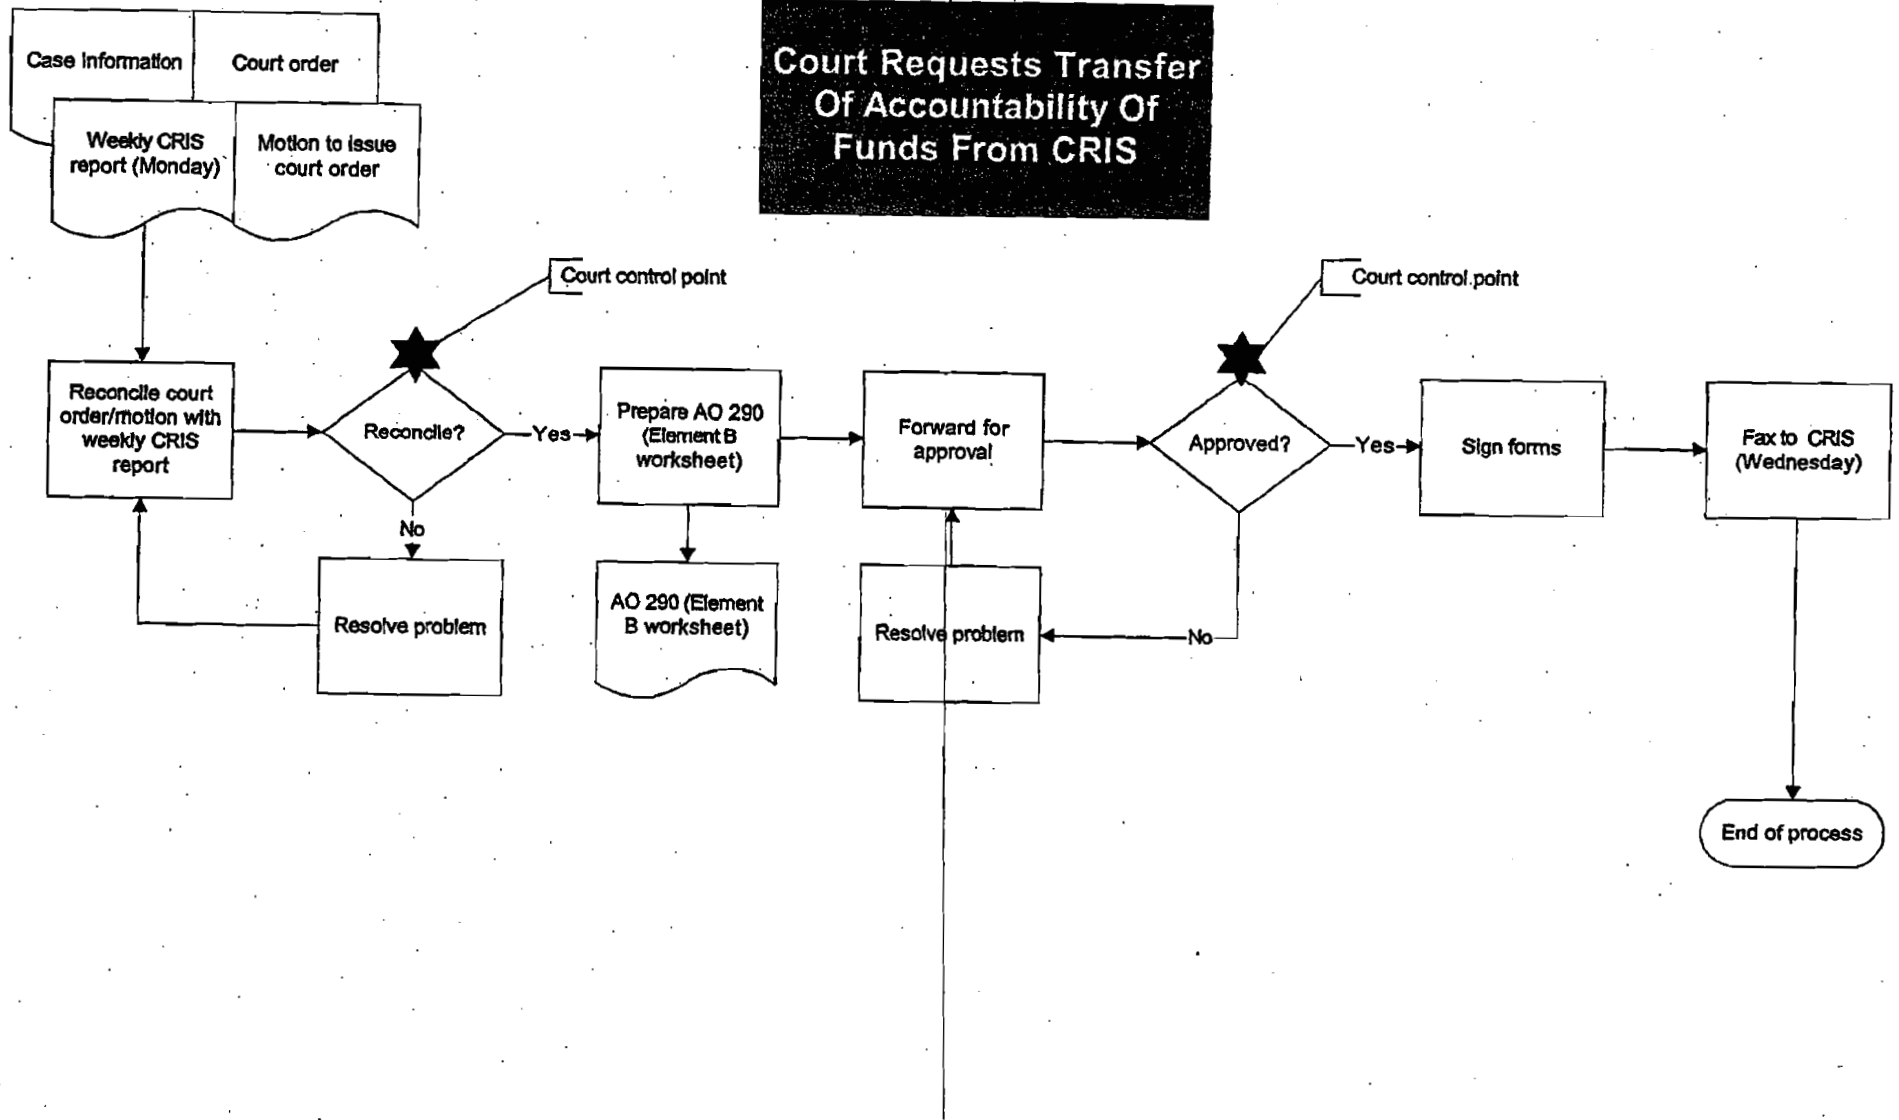 Court Requests Transfer
Of Accountability Of
Funds From CRIS
Case Information
Court order
Weekly CRIS
report (Monday)
Motion to issue
court order
Court control point
Court control point
Reconcile court
order/motion with
weekly CRIS
report
Reconcile?
Yes
Prepare AO 290
(Element B
worksheet)
Forward for
approval
Approved?
Yes
Sign forms
Fax to CRIS
(Wednesday)
No
Resolve problem
AO 290 (Element
B worksheet)
Resolve problem
No
End of process